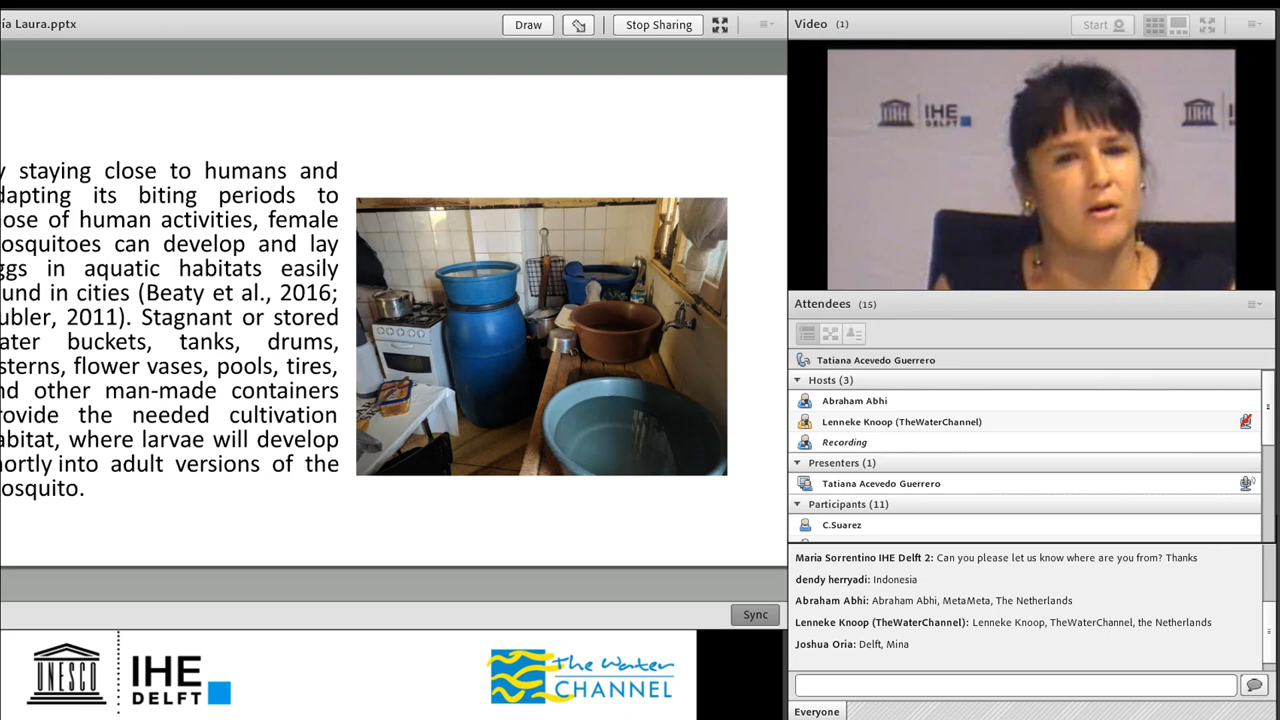 ía Laura.pptx
Draw
Stop Sharing
Video (1)
Start
y staying close to humans and
dapting its biting periods to
nose of human activities, female
osquitoes can develop and lay
ggs in aquatic habitats easily
und in cities (Beaty et al., 2016;
ubler, 2011). Stagnant or stored
ater buckets, tanks, drums,
sterns, flower vases, pools, tires,
nd other man-made containers
rovide the needed cultivation
abitat, where larvae will develop
ortly into adult versions of the
osquito.
IHE
DELFT
Attendees (15)
Tatiana Acevedo Guerrero
Hosts (3)
Abraham Abhi
Lenneke Knoop (TheWaterChannel)
Recording
Presenters (1)
Tatiana Acevedo Guerrero
Participants (11)
C.Suarez
Maria Sorrentino IHE Delft 2: Can you please let us know where are you from? Thanks
dendy herryadi: Indonesia
Abraham Abhi: Abraham Abhi, MetaMeta, The Netherlands
Lenneke Knoop (TheWaterChannel): Lenneke Knoop, TheWaterChannel, the Netherlands
Joshua Oria: Delft, Mina
Everyone
Sync
UNESCO
IHE
DELFT
The Water
CHANNEL